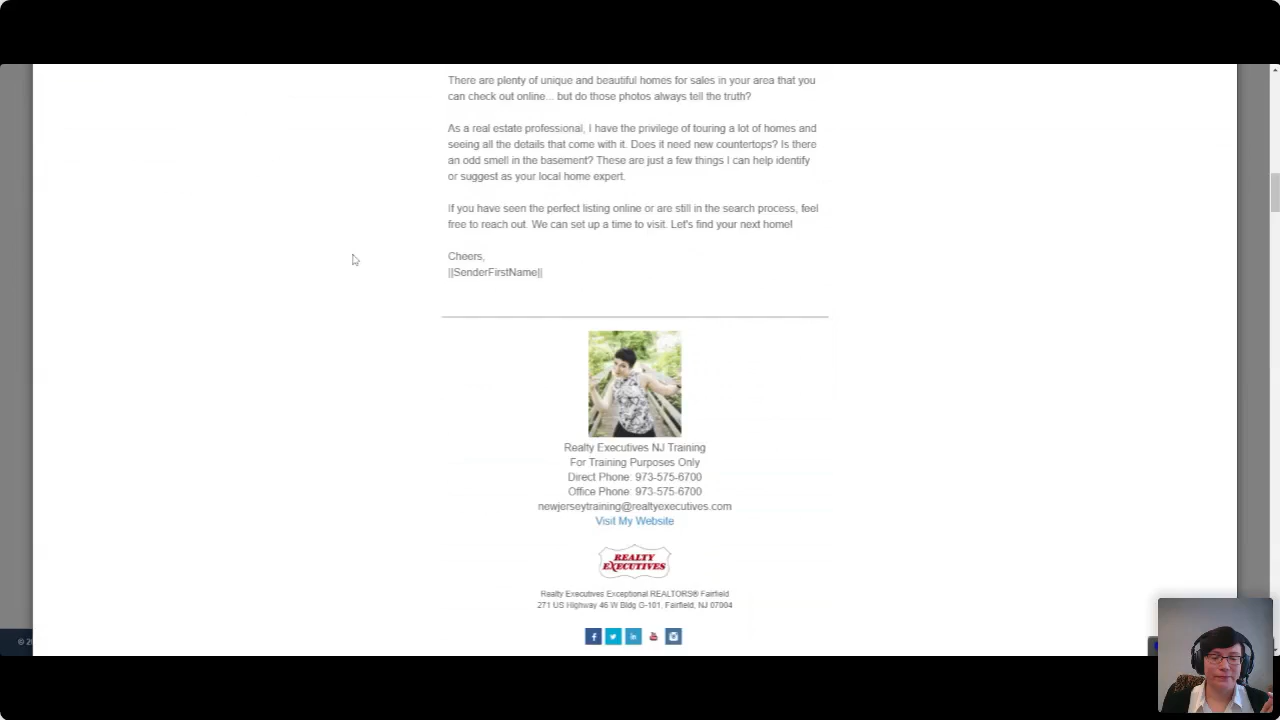 There are plenty of unique and beautiful homes for sales in your area that you
can check out online... but do those photos always tell the truth?
As a real estate professional, I have the privilege of touring a lot of homes and
seeing all the details that come with it. Does it need new countertops? Is there
an odd smell in the basement? These are just a few things I can help identify
or suggest as your local home expert.
If you have seen the perfect listing online or are still in the search process, feel
free to reach out. We can set up a time to visit. Let's find your next home!
Cheers,
||SenderFirstName||
Realty Executives NJ Training
For Training Purposes Only
Direct Phone: 973-575-6700
Office Phone: 973-575-6700
newjerseytraining@realtyexecutives.com
Visit My Website
REALTY
EXECUTIVES
Realty Executives Exceptional REALTORS® Fairfield
271 US Highway 46 W Bldg G-101, Fairfield, NJ 07004